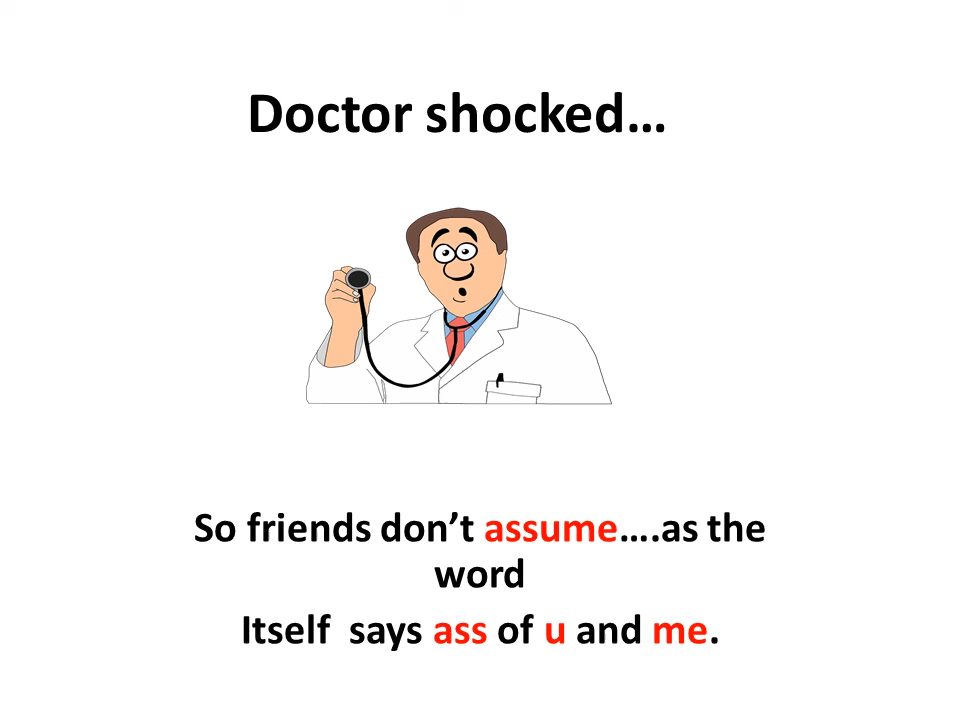 Doctor shocked…
So friends don’t assume….as the
word
Itself  says ass of u and me.